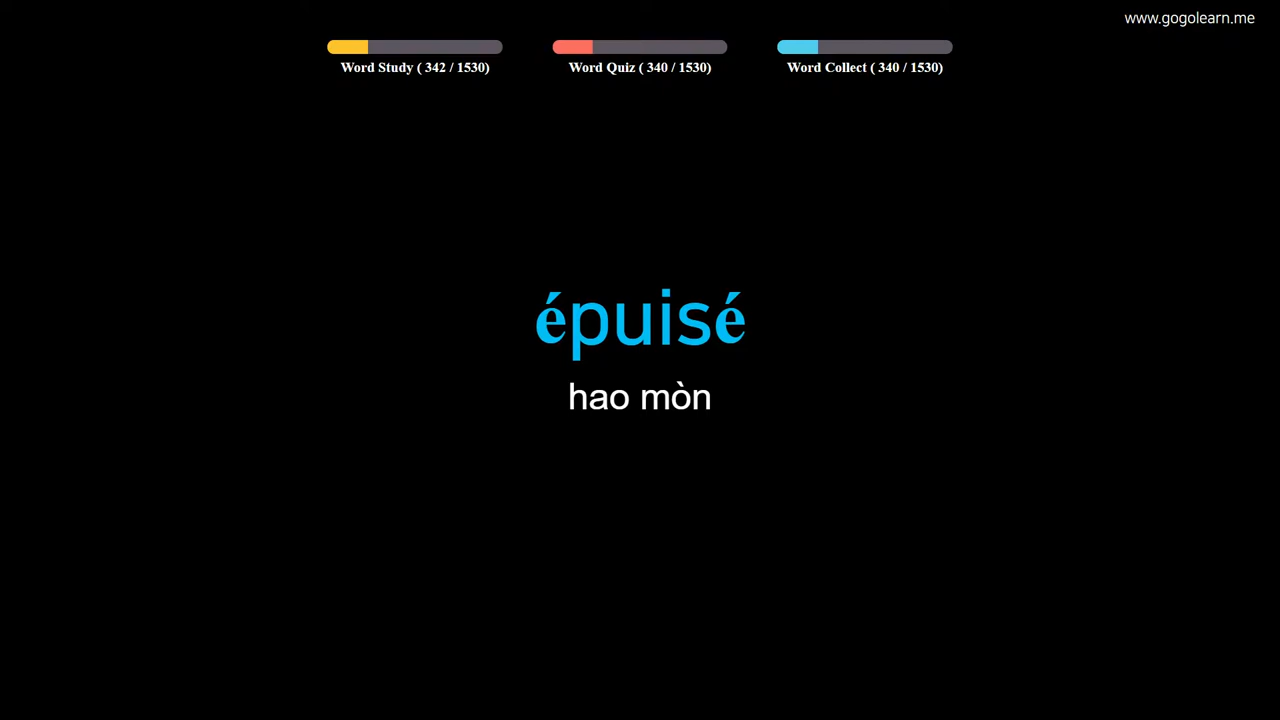 www.gogolearn.me
Word Study ( 342 / 1530)
Word Quiz ( 340 / 1530)
Word Collect ( 340 / 1530)
épuisé
hao mòn